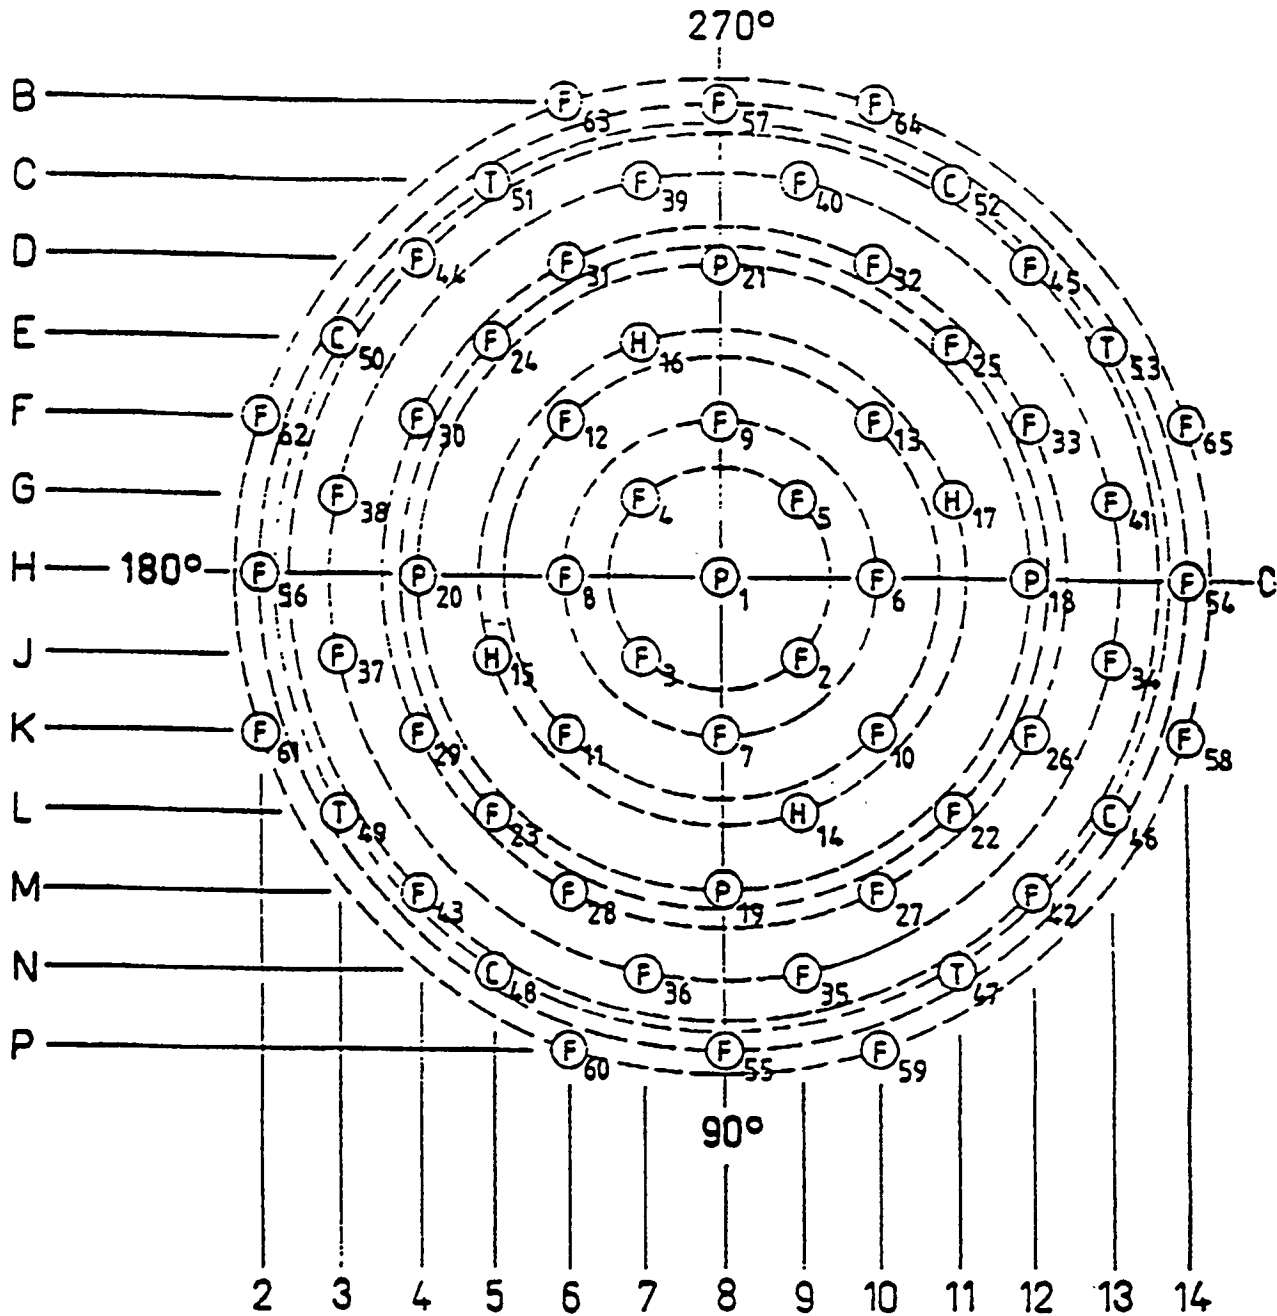 270°
B F 63 F 57 F 64
C T 51 F 39 F 40 C 52
D F 44 F 31 P 21 F 32 F 45
E C 50 F 24 H 16 F 25 T 53
F F 62 F 30 F 12 F 9 F 13 F 33 F 65
G F 38 F 4 F 5 H 17 F 41
H 180° F 56 P 20 F 8 P 1 F 6 P 18 F 54 0
J F 37 H 15 F 3 F 2 F 34
K F 61 F 29 F 11 F 7 F 10 F 26 F 58
L T 49 F 23 H 14 F 22 C 46
M F 43 F 28 P 19 F 27 F 42
N C 48 F 36 F 35 T 47
P F 60 F 55 F 59
90°
2 3 4 5 6 7 8 9 10 11 12 13 14